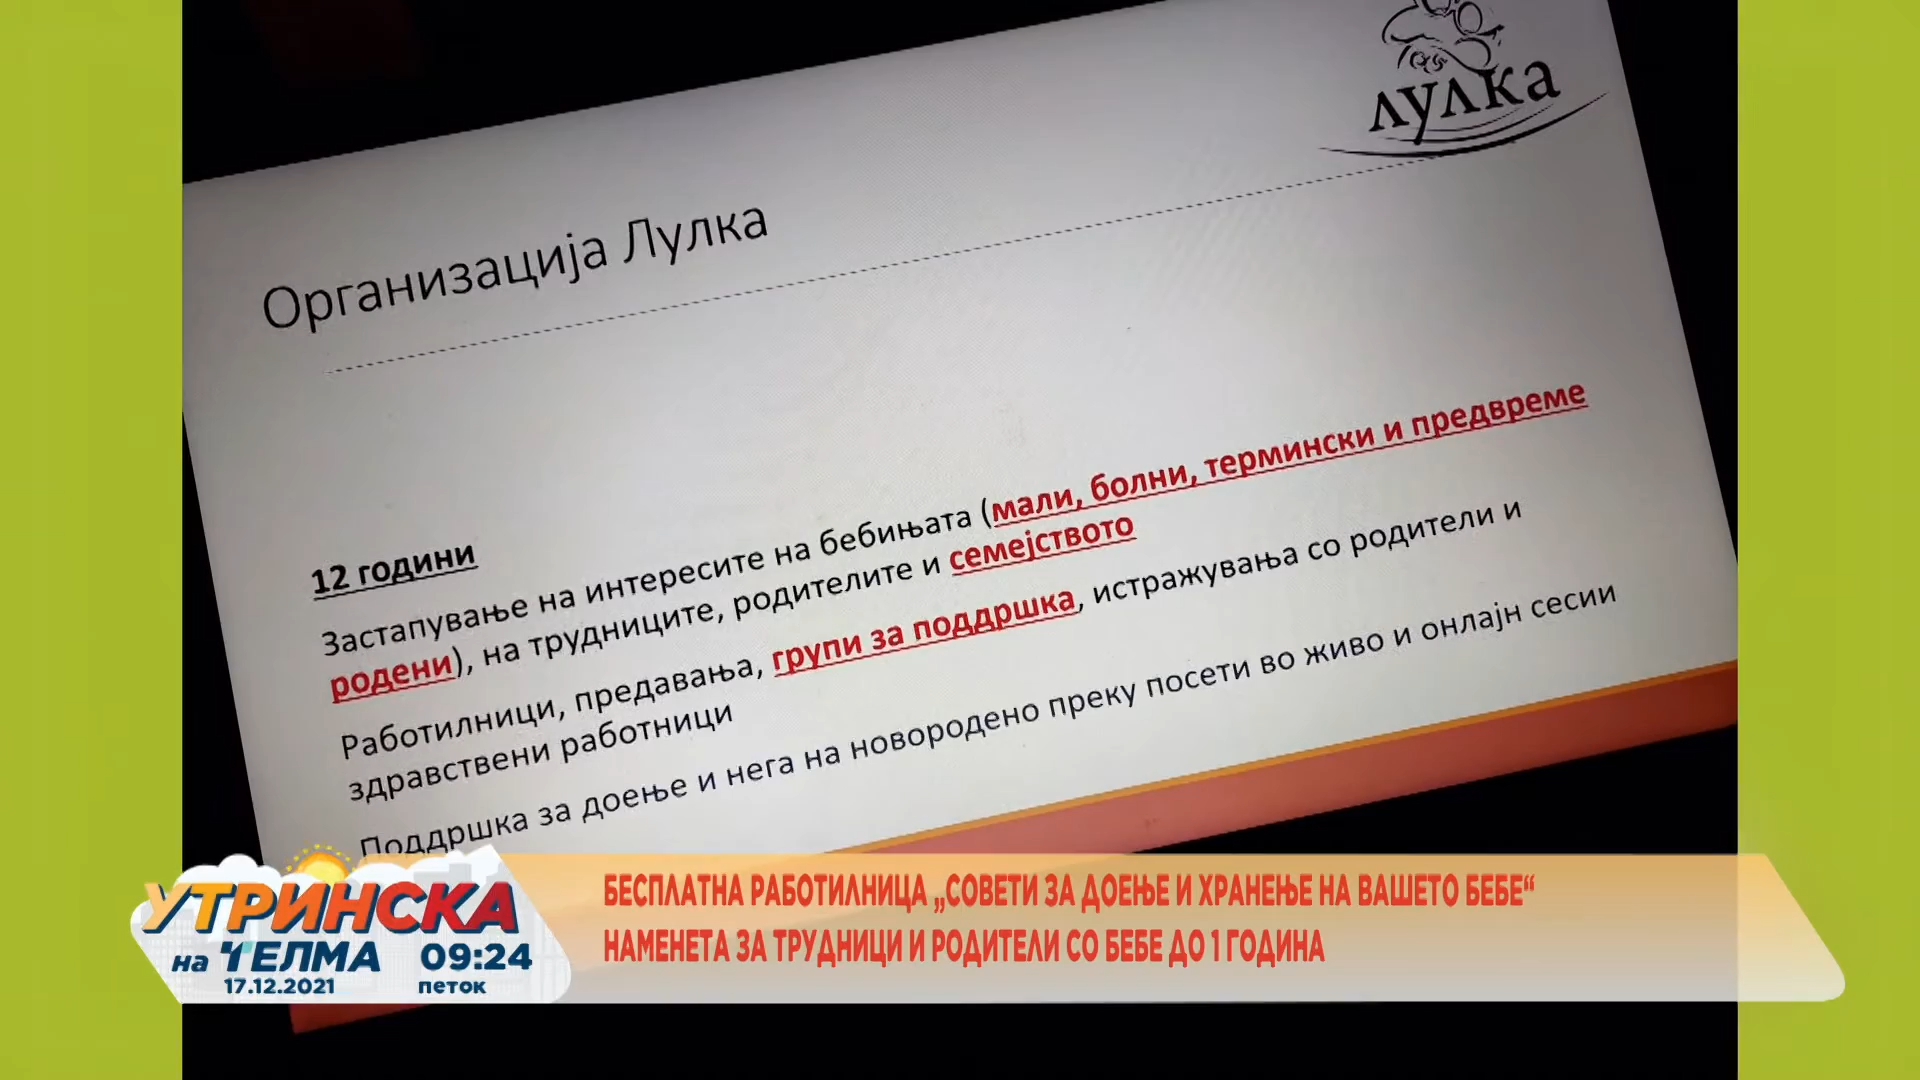 лулка
Организација Лулка
12 години
Застапување на интересите на бебињата (мали, болни, термински и предвреме
родени), на трудниците, родителите и семејството
Работилници, предавања, групи за поддршка, истражувања со родители и
здравствени работници
Поддршка за доење и нега на новородено преку посети во живо и онлајн сесии
УТРИНСКА
на ТЕЛМА 09:24
17.12.2021 петок
БЕСПЛАТНА РАБОТИЛНИЦА „СОВЕТИ ЗА ДОЕЊЕ И ХРАНЕЊЕ НА ВАШЕТО БЕБЕ“
НАМЕНЕТА ЗА ТРУДНИЦИ И РОДИТЕЛИ СО БЕБЕ ДО 1 ГОДИНА